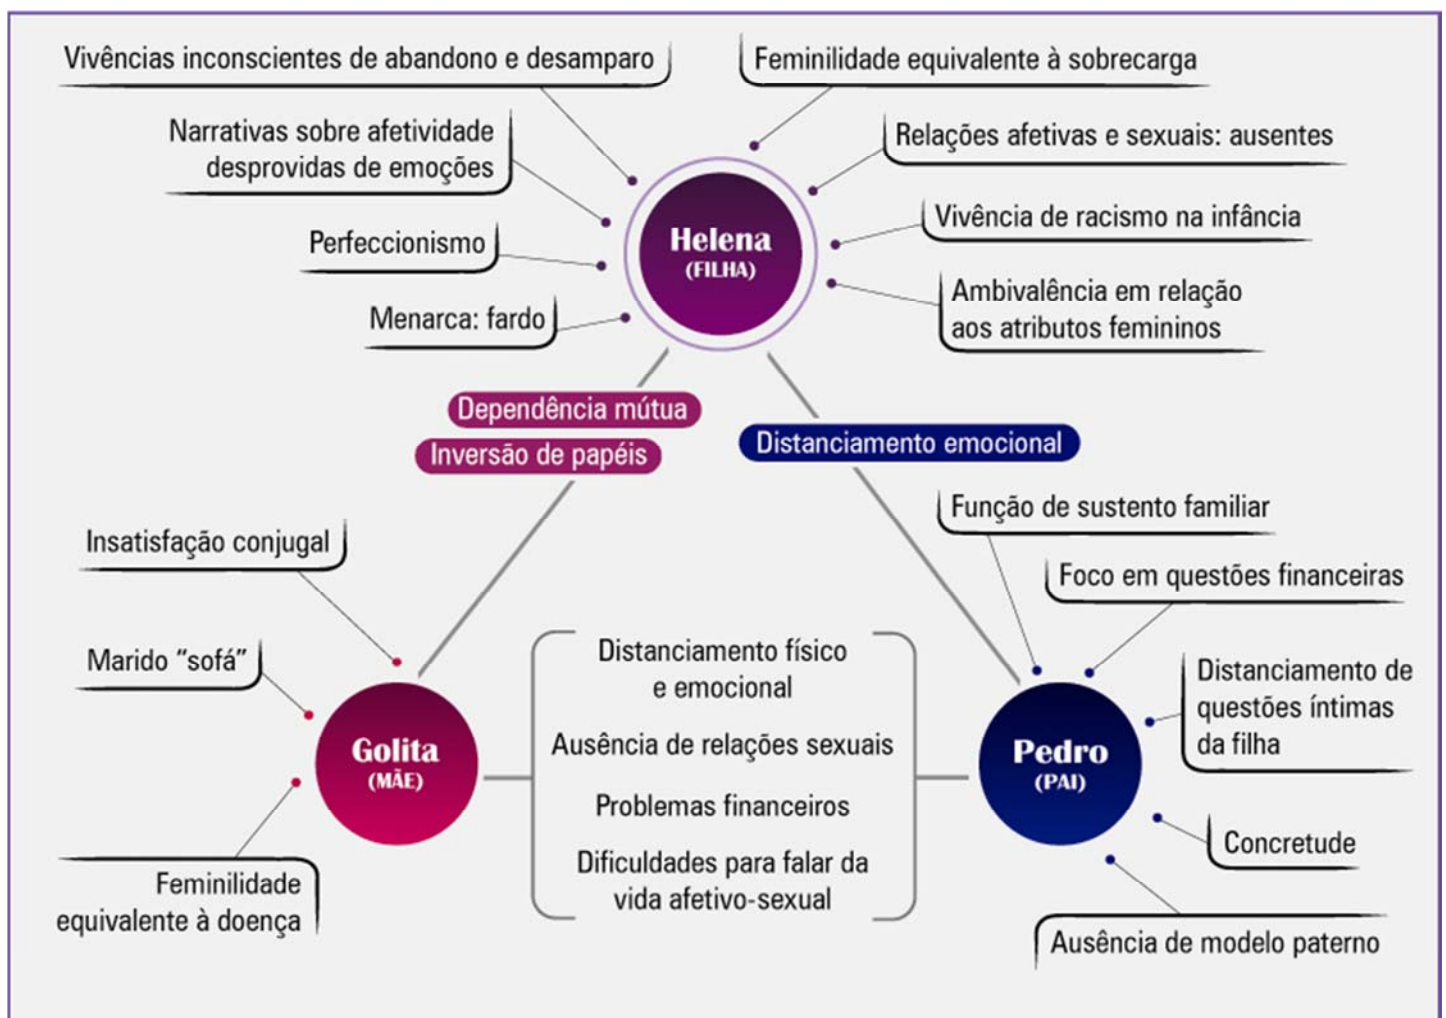 Vivências inconscientes de abandono e desamparo
Feminilidade equivalente à sobrecarga
Narrativas sobre afetividade
desprovidas de emoções
Relações afetivas e sexuais: ausentes
Perfeccionismo
Vivência de racismo na infância
Menarca: fardo
Ambivalência em relação
aos atributos femininos
Helena
(FILHA)
Dependência mútua
Inversão de papéis
Distanciamento emocional
Insatisfação conjugal
Marido “sofá”
Feminilidade
equivalente à doença
Golita
(MÃE)
Distanciamento físico
e emocional
Ausência de relações sexuais
Problemas financeiros
Dificuldades para falar da
vida afetivo-sexual
Função de sustento familiar
Foco em questões financeiras
Distanciamento de
questões íntimas
da filha
Pedro
(PAI)
Concretude
Ausência de modelo paterno